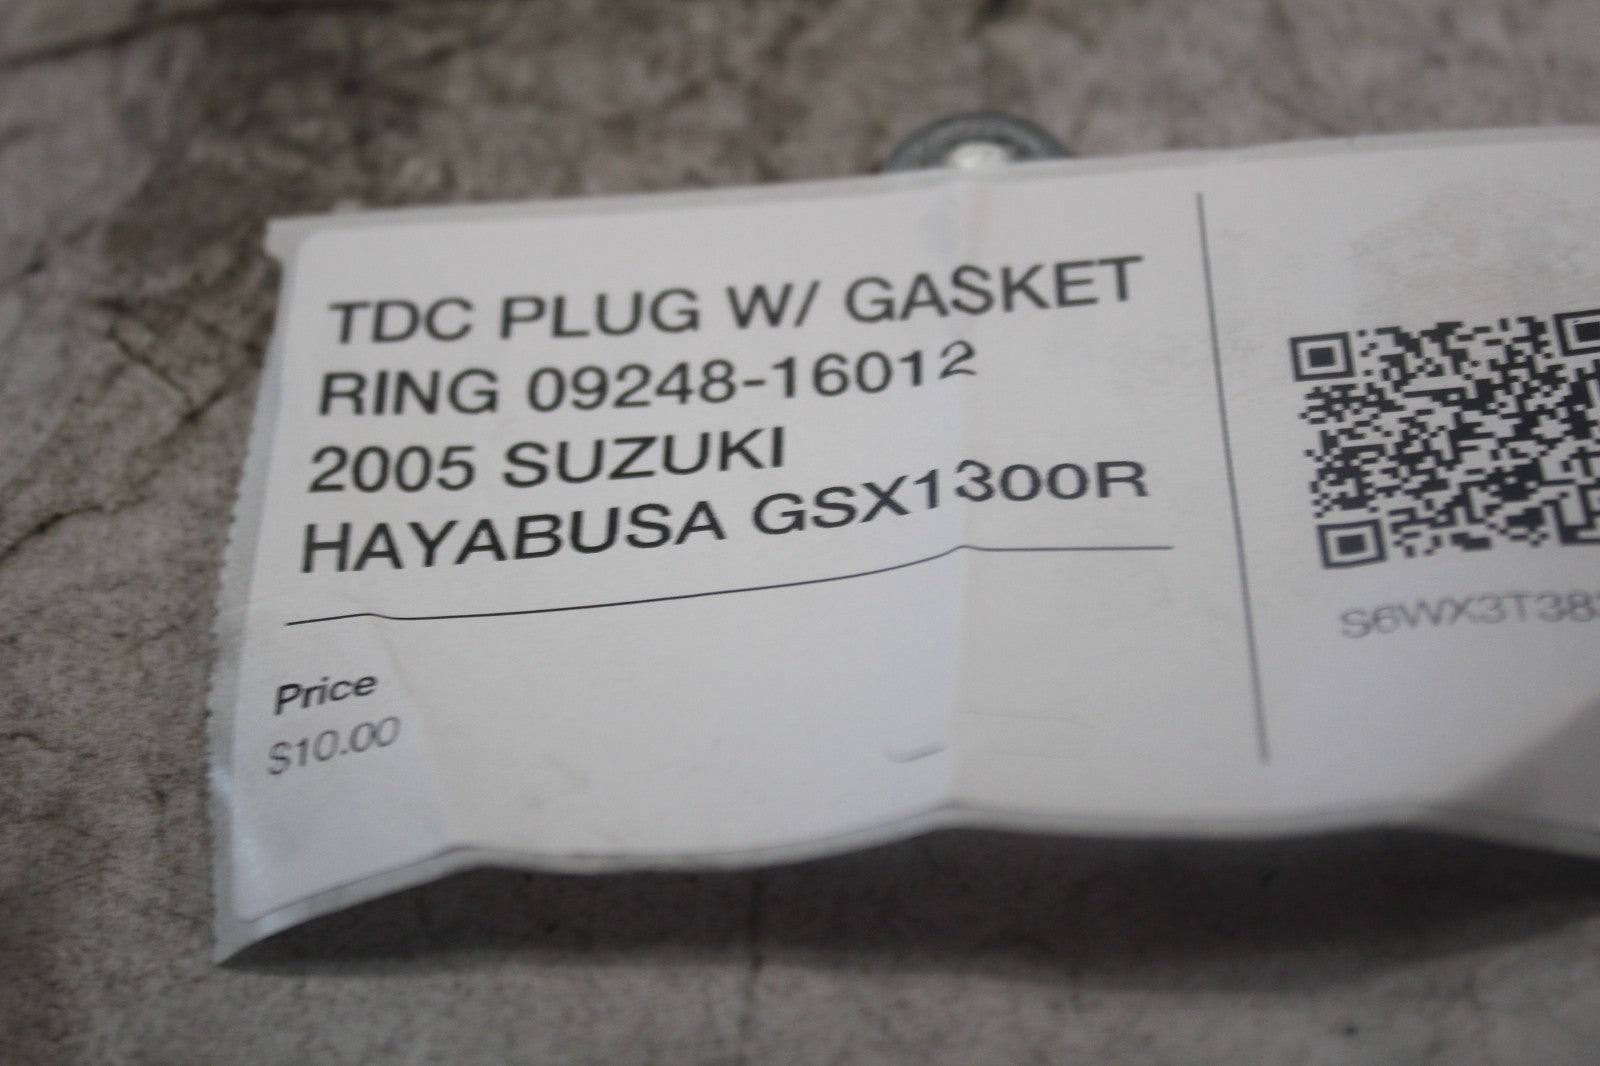 TDC PLUG W/ GASKET
RING 09248-16012
2005 SUZUKI
HAYABUSA GSX1300R
Price
$10.00